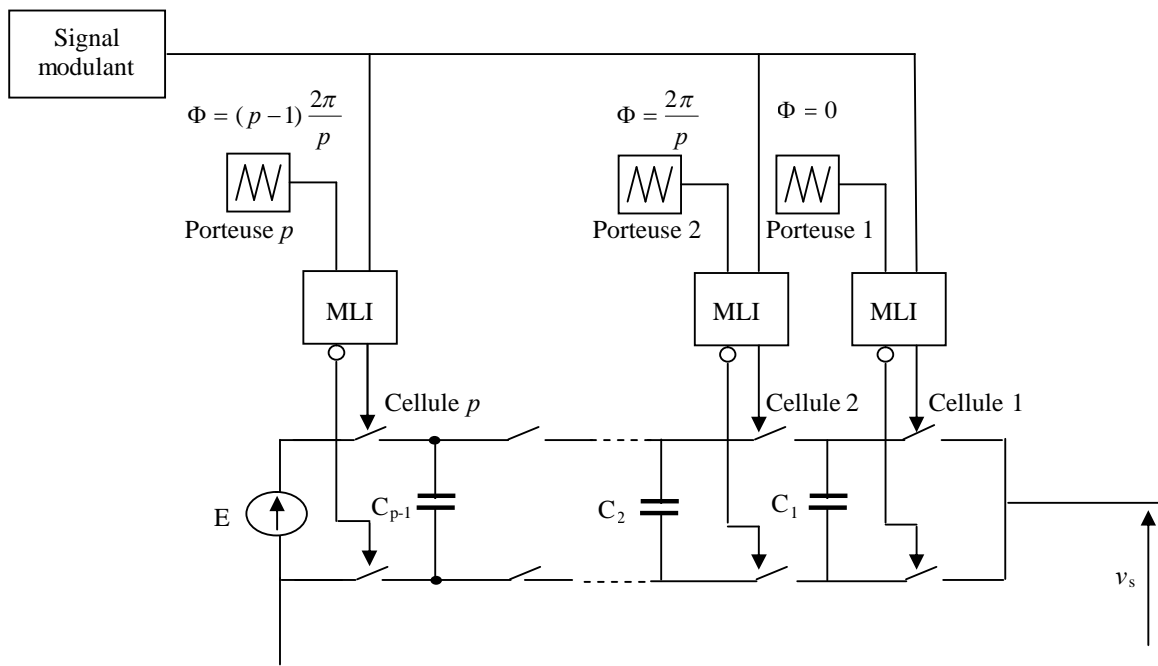 Signal
modulant
Φ = (p − 1) 2π/p
Φ = 2π/p
Φ = 0
Porteuse p
Porteuse 2
Porteuse 1
MLI
MLI
MLI
Cellule p
Cellule 2
Cellule 1
E
C_{p-1}
C_2
C_1
v_s